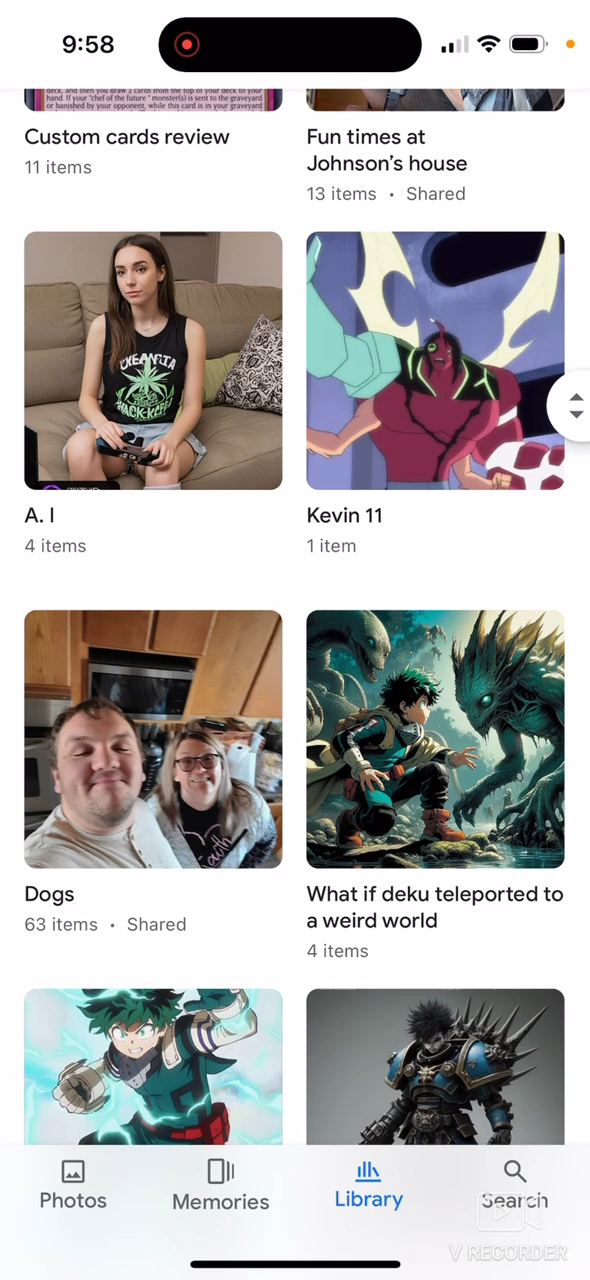 9:58
deck, and then you draw 2 cards from the top of your deck to your
hand. If your "chef of the future " monster(s) is sent to the graveyard
or banished by your opponent, while this card is in your graveyard
Custom cards review
11 items
Fun times at
Johnson's house
13 items • Shared
A. I
4 items
Kevin 11
1 item
Dogs
63 items • Shared
What if deku teleported to
a weird world
4 items
Photos
Memories
Library
Search
V RECORDER